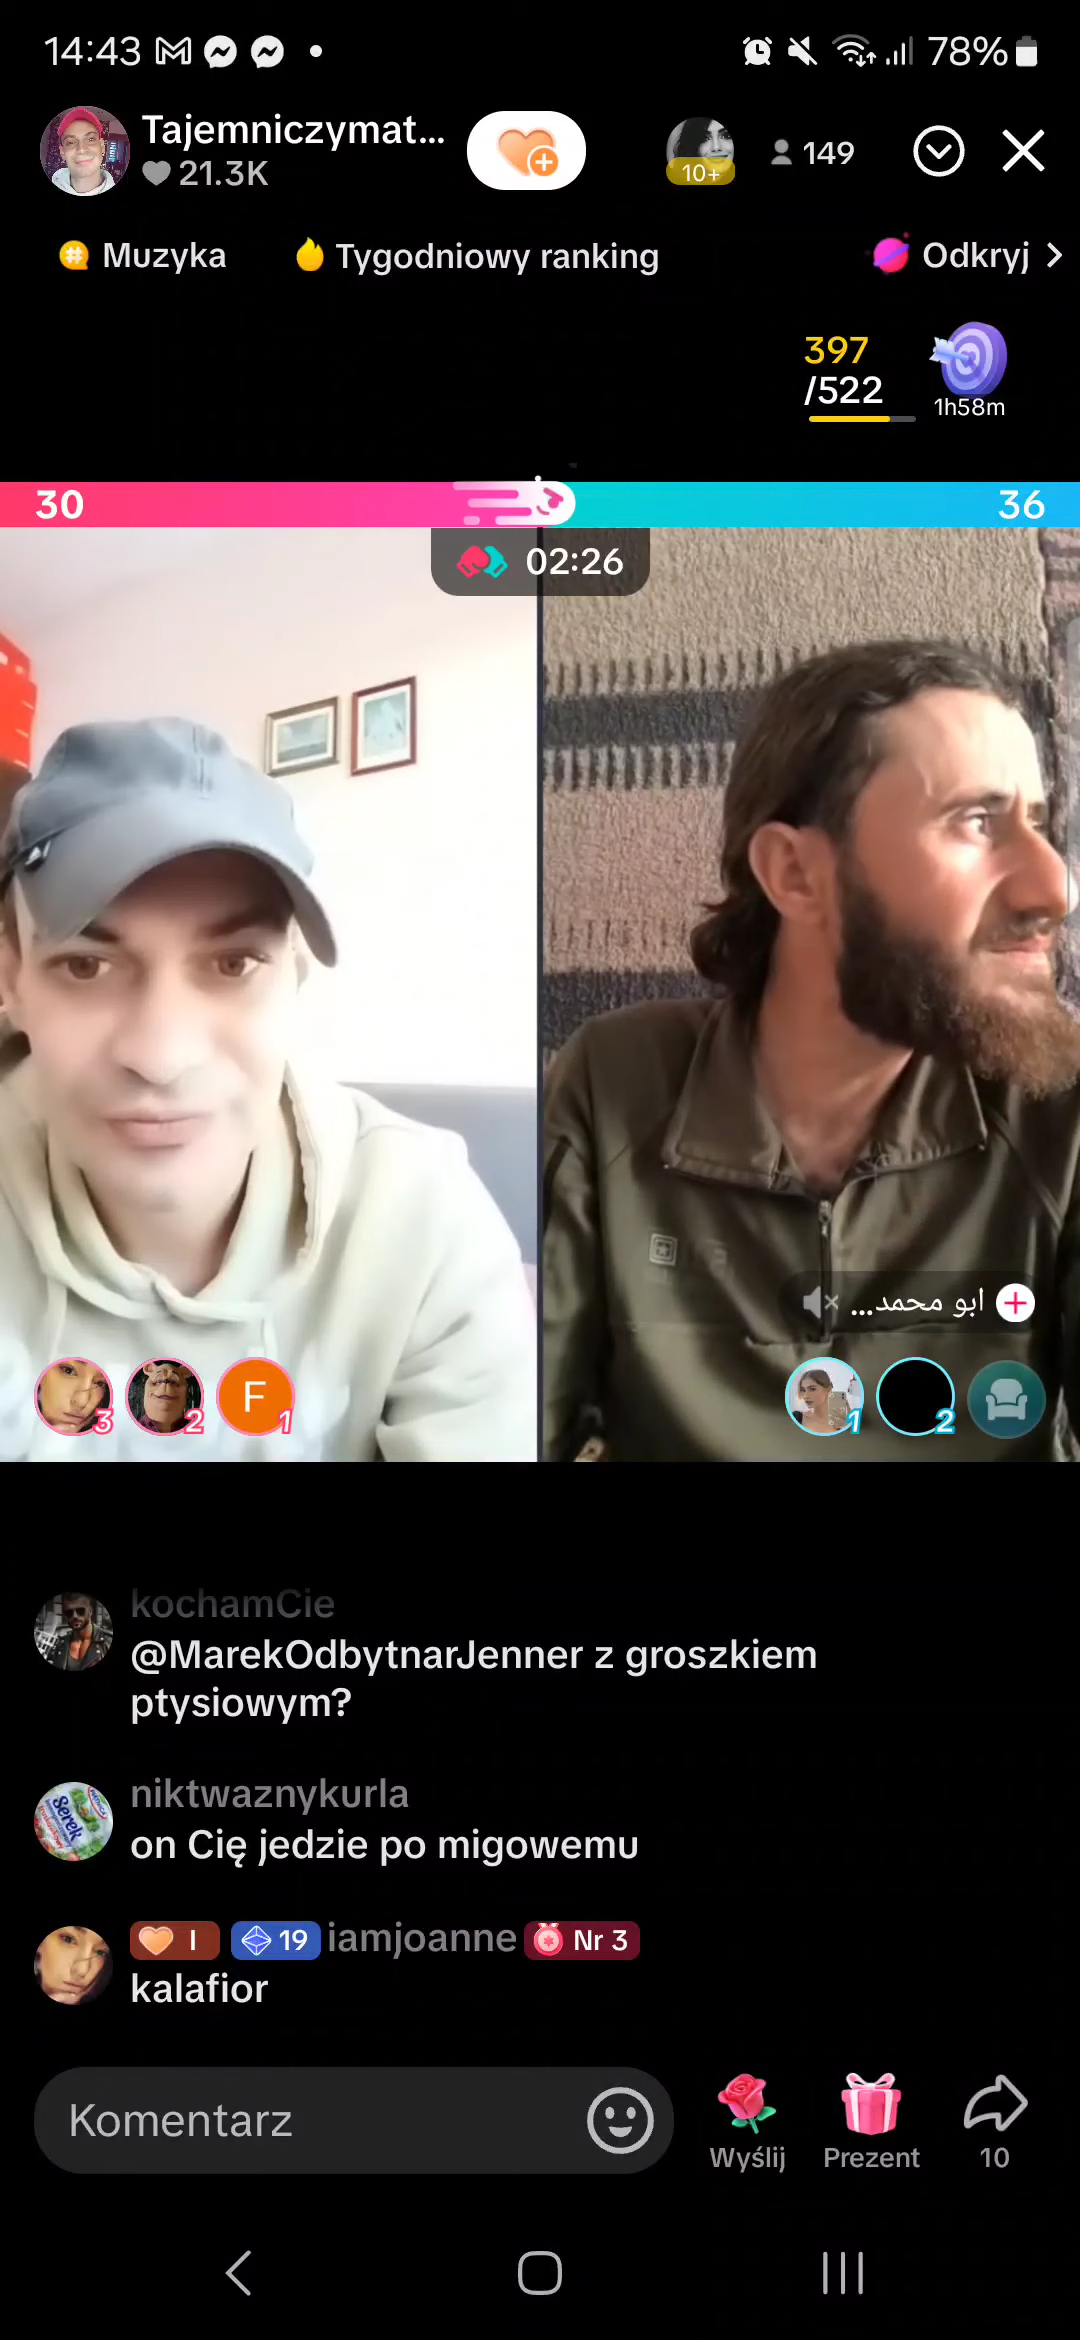 14:43
78%
Tajemniczymat...
21.3K
10+
149
Muzyka
Tygodniowy ranking
Odkryj
397
/522
1h58m
30
36
02:26
ابو محمد...
3
2
F
1
1
2
kochamCie
@MarekOdbytnarJenner z groszkiem
ptysiowym?
Serek
niktwaznykurla
on Cię jedzie po migowemu
I 19 iamjoanne Nr 3
kalafior
Komentarz
Wyślij
Prezent
10